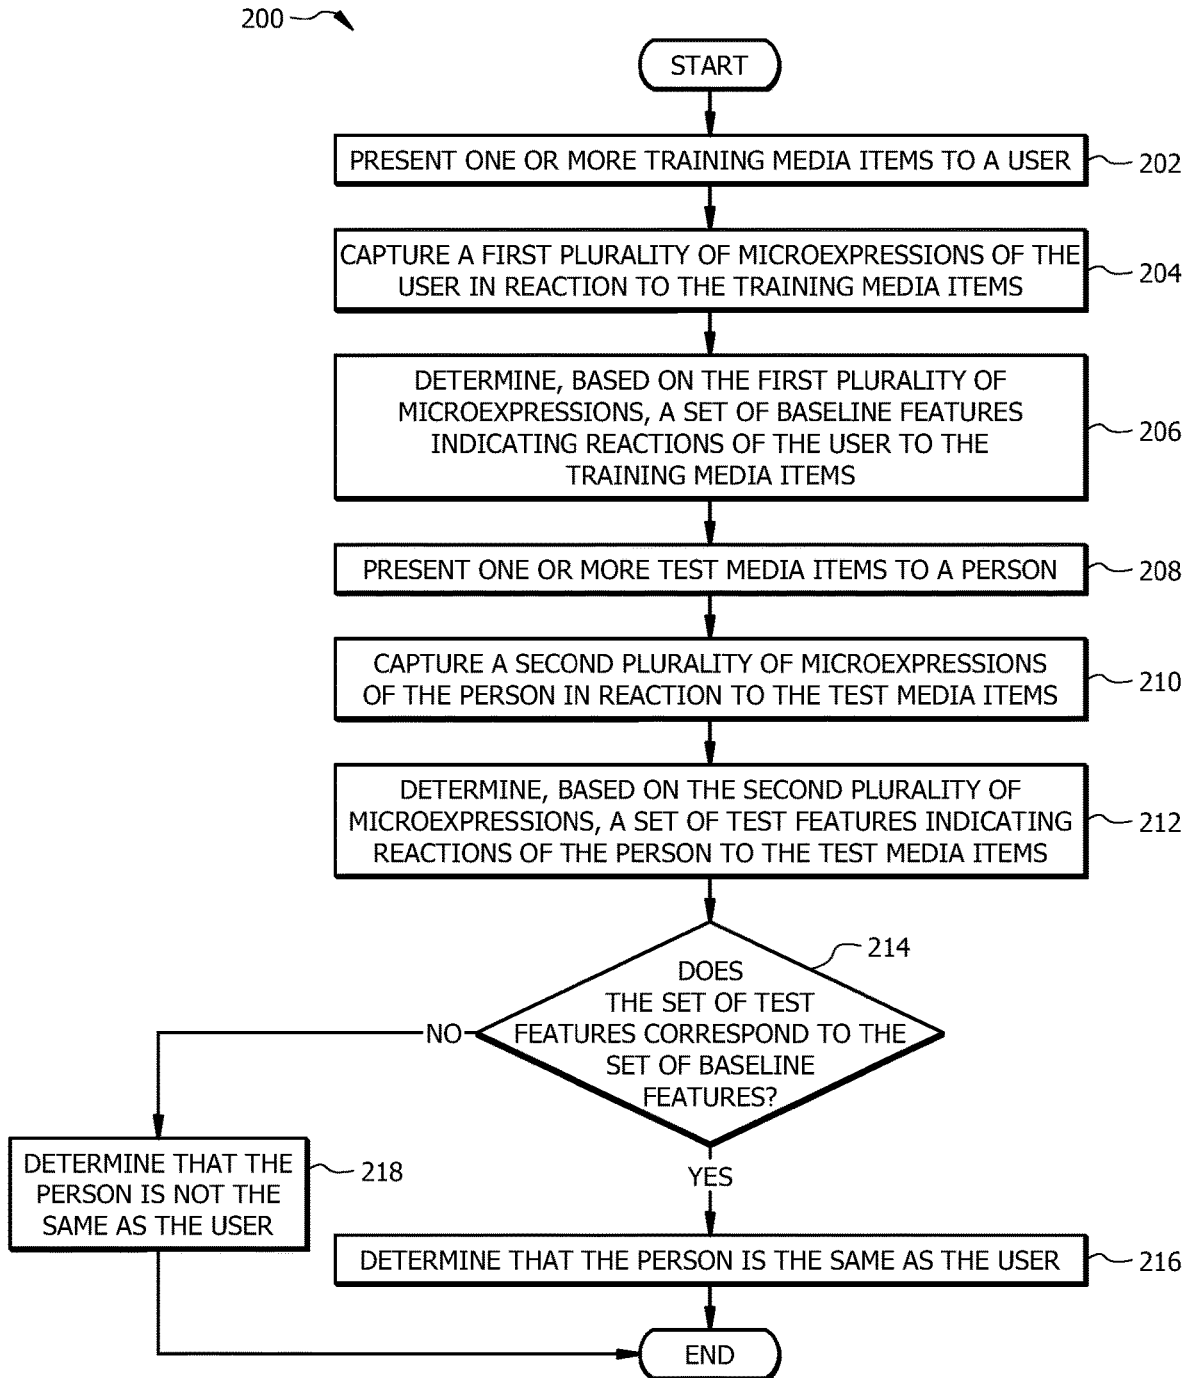 200
START
PRESENT ONE OR MORE TRAINING MEDIA ITEMS TO A USER
202
CAPTURE A FIRST PLURALITY OF MICROEXPRESSIONS OF THE
USER IN REACTION TO THE TRAINING MEDIA ITEMS
204
DETERMINE, BASED ON THE FIRST PLURALITY OF
MICROEXPRESSIONS, A SET OF BASELINE FEATURES
INDICATING REACTIONS OF THE USER TO THE
TRAINING MEDIA ITEMS
206
PRESENT ONE OR MORE TEST MEDIA ITEMS TO A PERSON
208
CAPTURE A SECOND PLURALITY OF MICROEXPRESSIONS
OF THE PERSON IN REACTION TO THE TEST MEDIA ITEMS
210
DETERMINE, BASED ON THE SECOND PLURALITY OF
MICROEXPRESSIONS, A SET OF TEST FEATURES INDICATING
REACTIONS OF THE PERSON TO THE TEST MEDIA ITEMS
212
214
DOES
THE SET OF TEST
FEATURES CORRESPOND TO THE
SET OF BASELINE
FEATURES?
NO
YES
DETERMINE THAT THE
PERSON IS NOT THE
SAME AS THE USER
218
DETERMINE THAT THE PERSON IS THE SAME AS THE USER
216
END